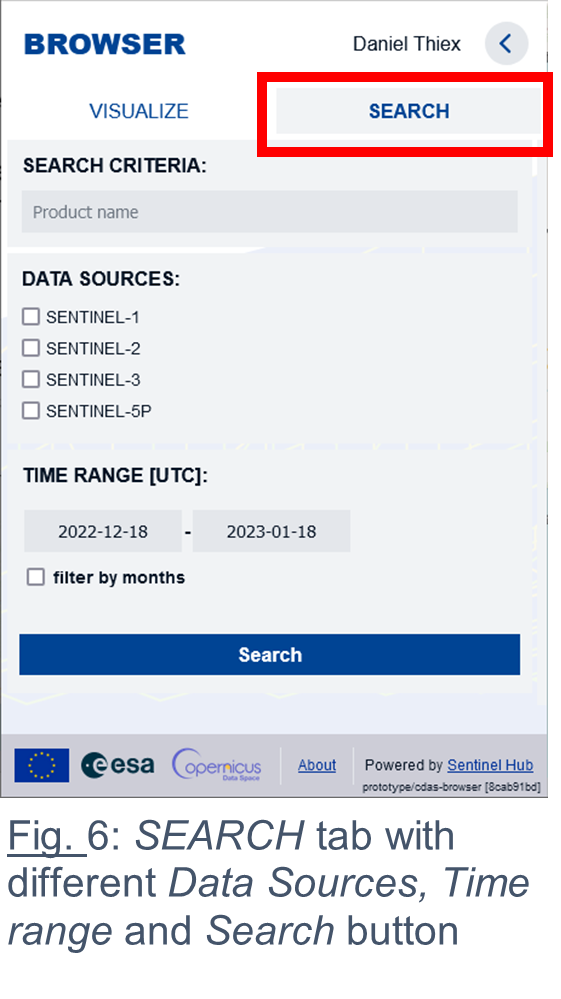 BROWSER
Daniel Thiex
VISUALIZE
SEARCH
SEARCH CRITERIA:
Product name
DATA SOURCES:
SENTINEL-1
SENTINEL-2
SENTINEL-3
SENTINEL-5P
TIME RANGE [UTC]:
2022-12-18 - 2023-01-18
filter by months
Search
esa
opernicus
Data Space
About
Powered by Sentinel Hub
prototype/cdas-browser [8cab91bd]
Fig. 6: SEARCH tab with
different Data Sources, Time
range and Search button